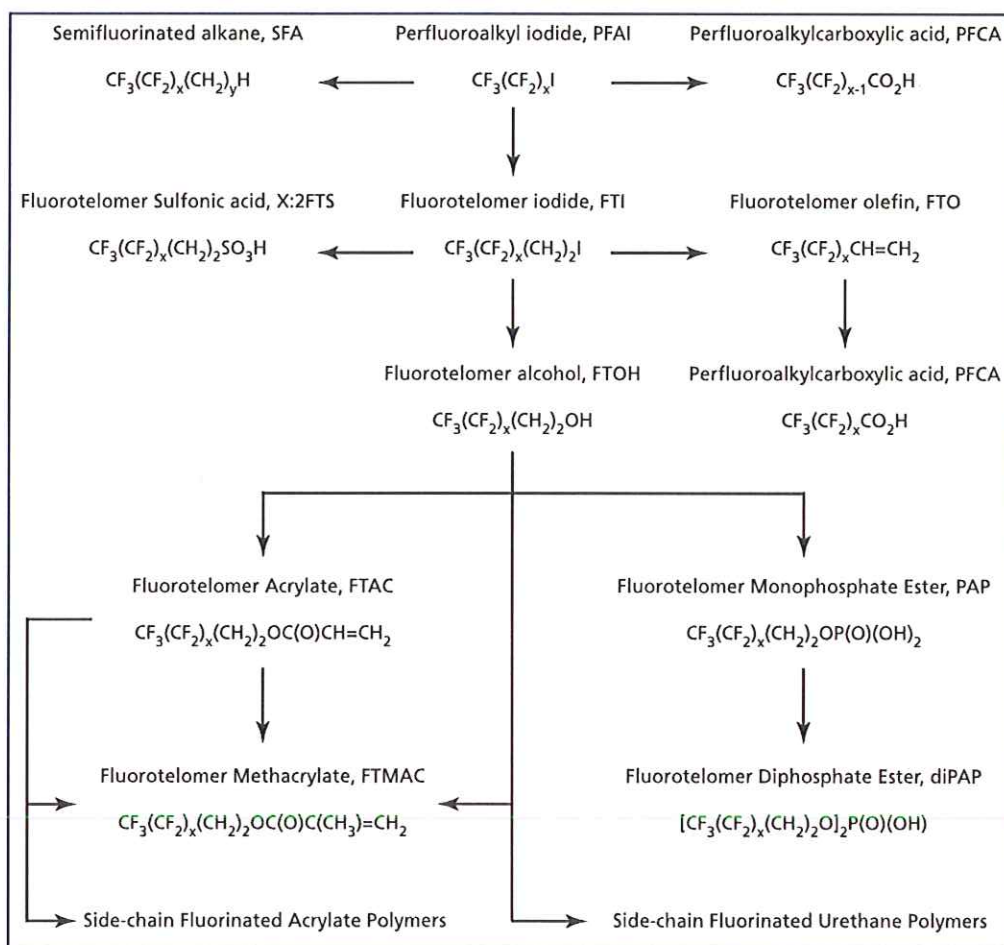 Semifluorinated alkane, SFA
Perfluoroalkyl iodide, PFAI
Perfluoroalkylcarboxylic acid, PFCA
CF₃(CF₂)ₓ(CH₂)ᵧH
CF₃(CF₂)ₓI
CF₃(CF₂)ₓ₋₁CO₂H
Fluorotelomer Sulfonic acid, X:2FTS
Fluorotelomer iodide, FTI
Fluorotelomer olefin, FTO
CF₃(CF₂)ₓ(CH₂)₂SO₃H
CF₃(CF₂)ₓ(CH₂)₂I
CF₃(CF₂)ₓCH=CH₂
Fluorotelomer alcohol, FTOH
Perfluoroalkylcarboxylic acid, PFCA
CF₃(CF₂)ₓ(CH₂)₂OH
CF₃(CF₂)ₓCO₂H
Fluorotelomer Acrylate, FTAC
Fluorotelomer Monophosphate Ester, PAP
CF₃(CF₂)ₓ(CH₂)₂OC(O)CH=CH₂
CF₃(CF₂)ₓ(CH₂)₂OP(O)(OH)₂
Fluorotelomer Methacrylate, FTMAC
Fluorotelomer Diphosphate Ester, diPAP
CF₃(CF₂)ₓ(CH₂)₂OC(O)C(CH₃)=CH₂
[CF₃(CF₂)ₓ(CH₂)₂O]₂P(O)(OH)
Side-chain Fluorinated Acrylate Polymers
Side-chain Fluorinated Urethane Polymers